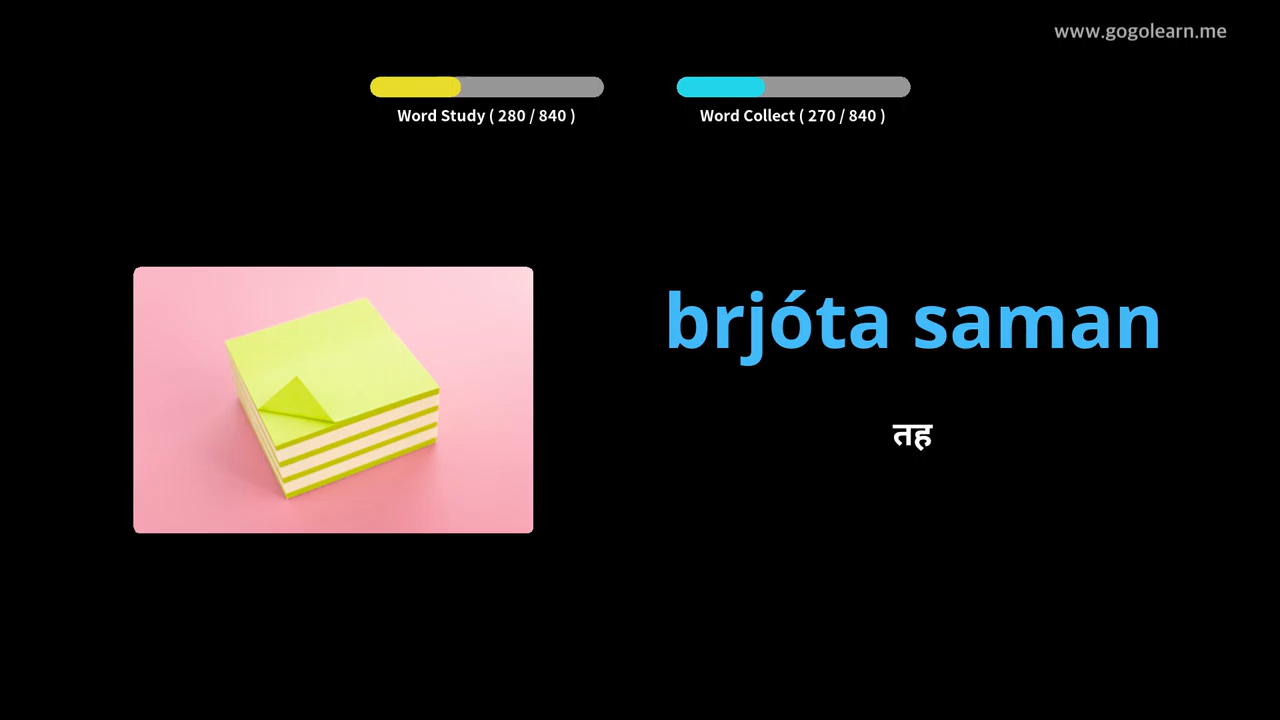 www.gogolearn.me
Word Study ( 280 / 840 )
Word Collect ( 270 / 840 )
brjóta saman
तह